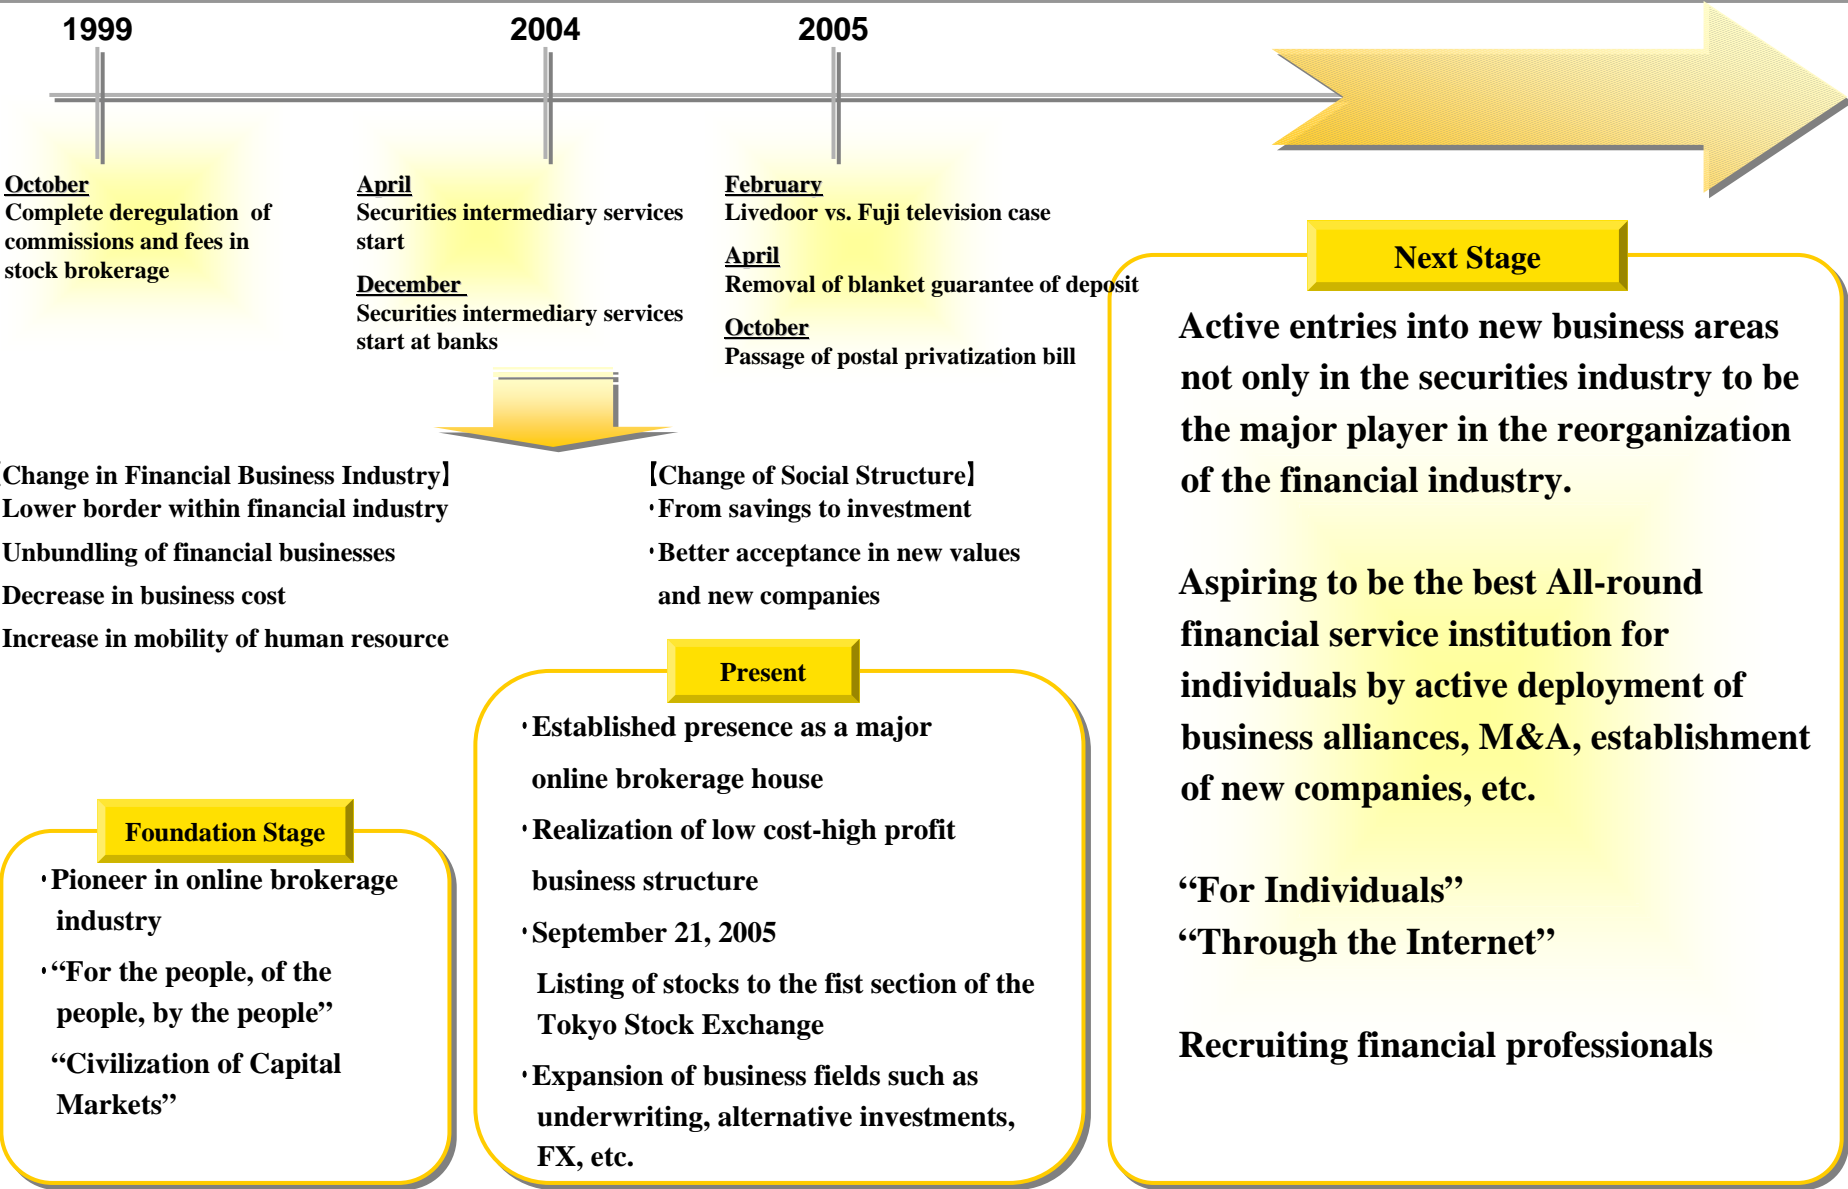 1999
2004
2005
October
Complete deregulation of
commissions and fees in
stock brokerage
April
Securities intermediary services
start
December
Securities intermediary services
start at banks
February
Livedoor vs. Fuji television case
April
Removal of blanket guarantee of deposit
October
Passage of postal privatization bill
【Change in Financial Business Industry】
Lower border within financial industry
Unbundling of financial businesses
Decrease in business cost
Increase in mobility of human resource
【Change of Social Structure】
・From savings to investment
・Better acceptance in new values
and new companies
Foundation Stage
・Pioneer in online brokerage
industry
・“For the people, of the
people, by the people”
“Civilization of Capital
Markets”
Present
・Established presence as a major
online brokerage house
・Realization of low cost-high profit
business structure
・September 21, 2005
Listing of stocks to the fist section of the
Tokyo Stock Exchange
・Expansion of business fields such as
underwriting, alternative investments,
FX, etc.
Next Stage
Active entries into new business areas
not only in the securities industry to be
the major player in the reorganization
of the financial industry.
Aspiring to be the best All-round
financial service institution for
individuals by active deployment of
business alliances, M&A, establishment
of new companies, etc.
“For Individuals”
“Through the Internet”
Recruiting financial professionals